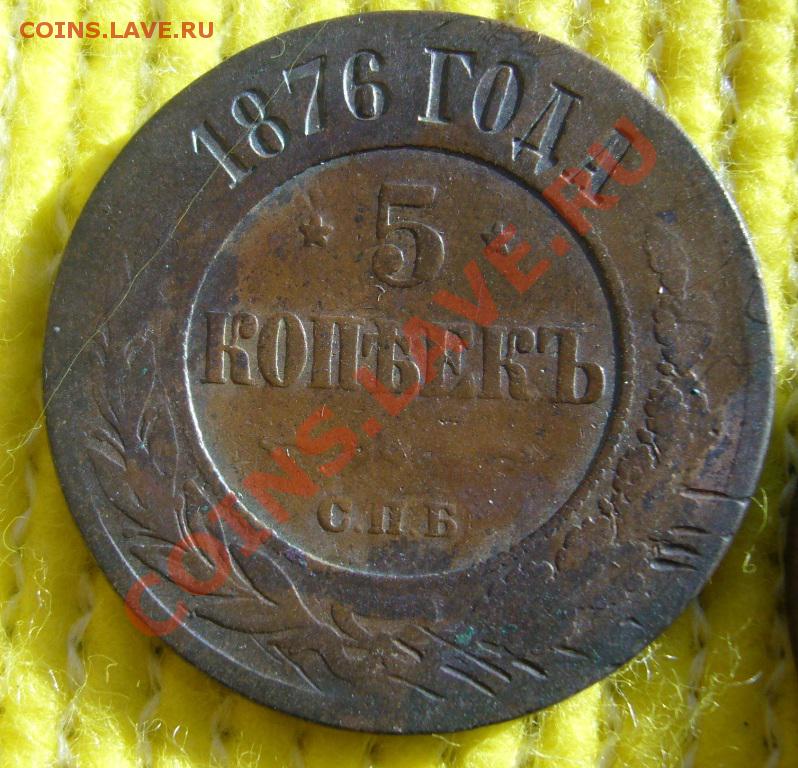 COINS.LAVE.RU
1876 ГОДА
5
КОПѢЕКЪ
С.П.Б
COINS.LAVE.RU